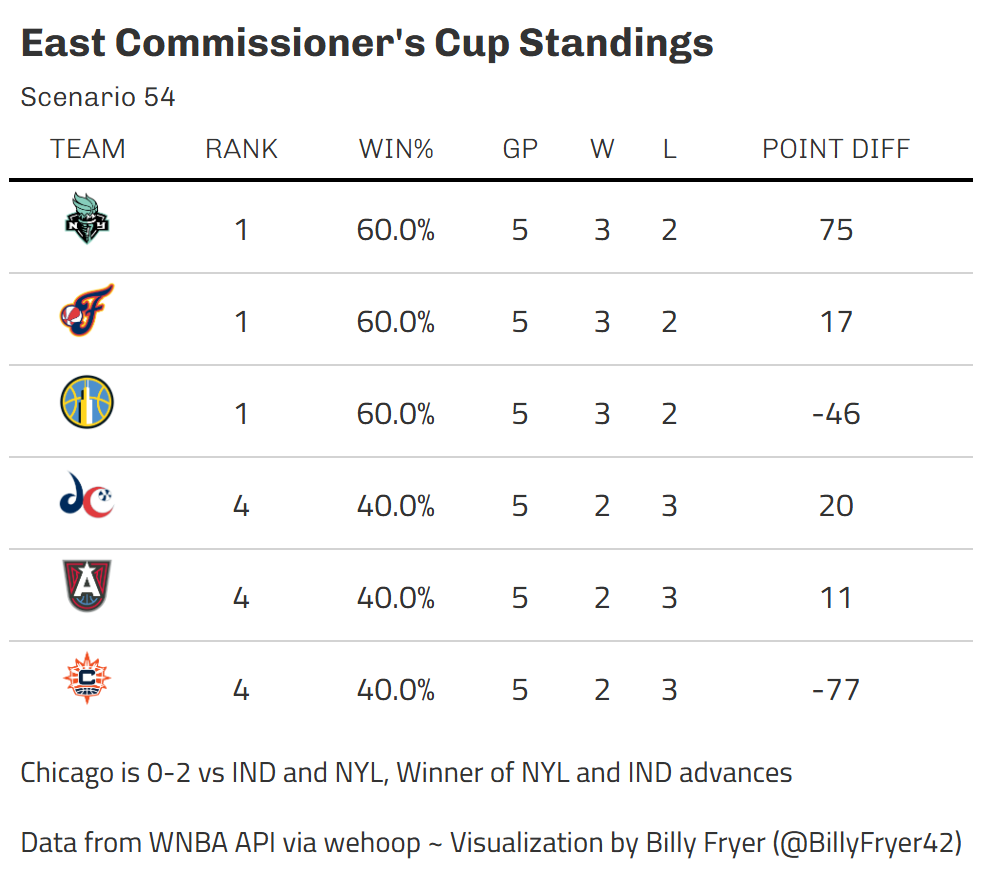 East Commissioner's Cup Standings
Scenario 54
TEAM RANK WIN% GP W L POINT DIFF
NY 1 60.0% 5 3 2 75
F 1 60.0% 5 3 2 17
1 60.0% 5 3 2 -46
dc 4 40.0% 5 2 3 20
A 4 40.0% 5 2 3 11
C 4 40.0% 5 2 3 -77
Chicago is 0-2 vs IND and NYL, Winner of NYL and IND advances
Data from WNBA API via wehoop ~ Visualization by Billy Fryer (@BillyFryer42)